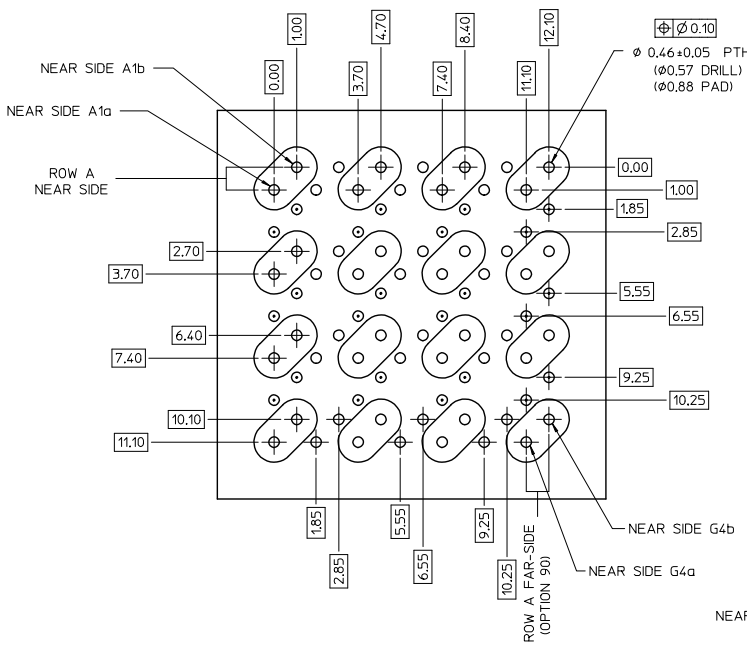 0.00
1.00
3.70
4.70
7.40
8.40
11.10
12.10
⌖ Ø 0.10
Ø 0.46±0.05 PTH
(Ø0.57 DRILL)
(Ø0.88 PAD)
NEAR SIDE A1b
NEAR SIDE A1a
ROW A
NEAR SIDE
0.00
1.00
1.85
2.85
2.70
3.70
5.55
6.55
6.40
7.40
9.25
10.25
10.10
11.10
1.85
2.85
5.55
6.55
9.25
10.25
ROW A FAR-SIDE
(OPTION 90)
NEAR SIDE G4b
NEAR SIDE G4a